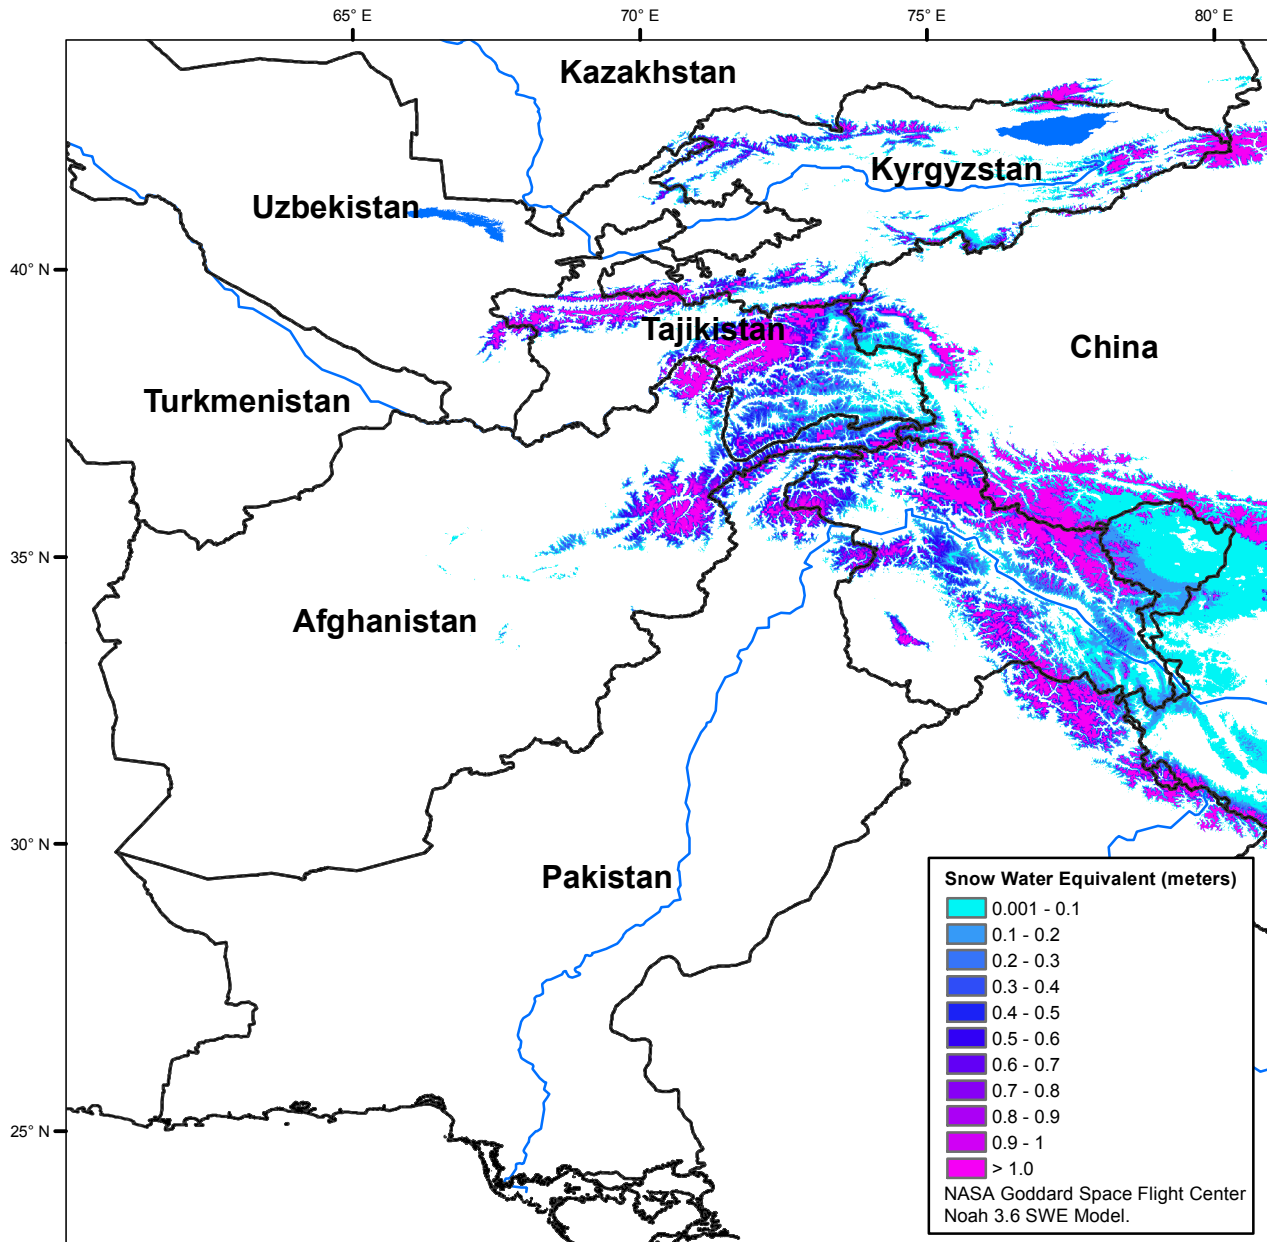 65° E
70° E
75° E
80° E
Kazakhstan
Kyrgyzstan
Uzbekistan
40° N
Tajikistan
China
Turkmenistan
35° N
Afghanistan
30° N
Pakistan
25° N
Snow Water Equivalent (meters)
0.001 - 0.1
0.1 - 0.2
0.2 - 0.3
0.3 - 0.4
0.4 - 0.5
0.5 - 0.6
0.6 - 0.7
0.7 - 0.8
0.8 - 0.9
0.9 - 1
> 1.0
NASA Goddard Space Flight Center
Noah 3.6 SWE Model.